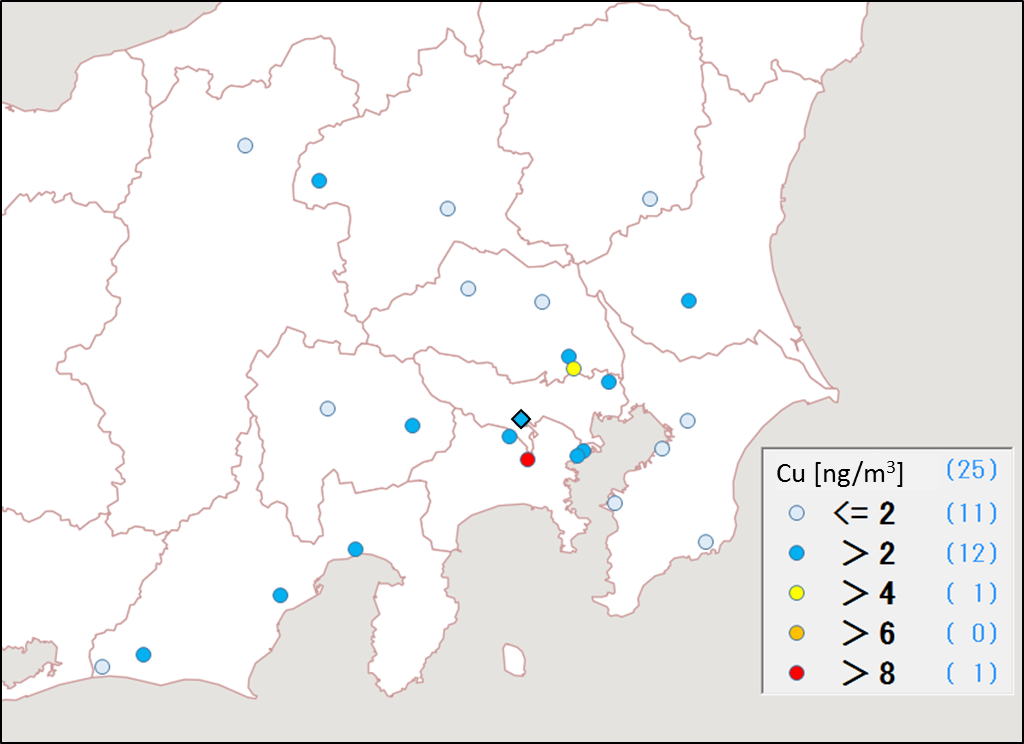 Cu [ng/m³] (25)
<= 2 (11)
> 2 (12)
> 4 ( 1)
> 6 ( 0)
> 8 ( 1)